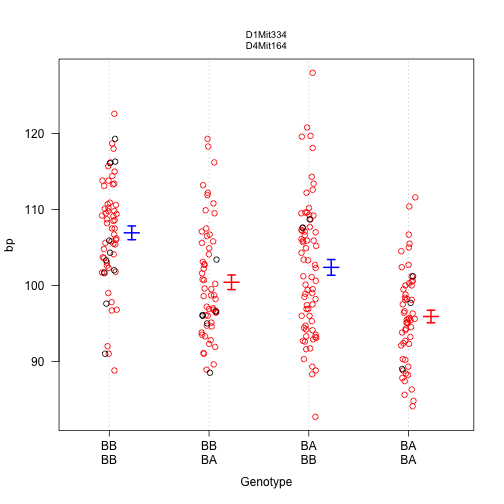 D1Mit334
D4Mit164
bp
120
110
100
90
BB BB BA BA
BB BA BB BA
Genotype